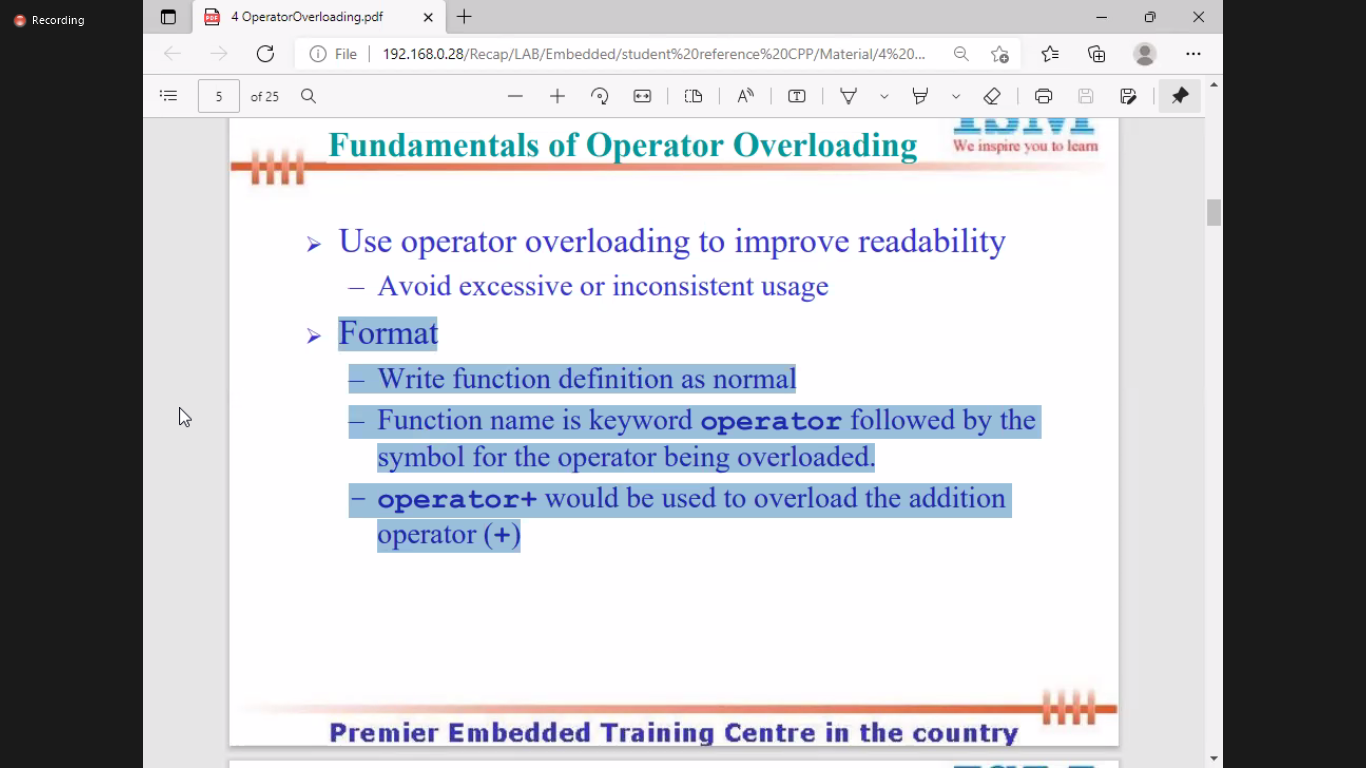 Recording
4 OperatorOverloading.pdf
File
192.168.0.28/Recap/LAB/Embedded/student%20reference%20CPP/Material/4%20...
5
of 25
Fundamentals of Operator Overloading
We inspire you to learn
Use operator overloading to improve readability
– Avoid excessive or inconsistent usage
Format
– Write function definition as normal
– Function name is keyword operator followed by the
symbol for the operator being overloaded.
– operator+ would be used to overload the addition
operator (+)
Premier Embedded Training Centre in the country